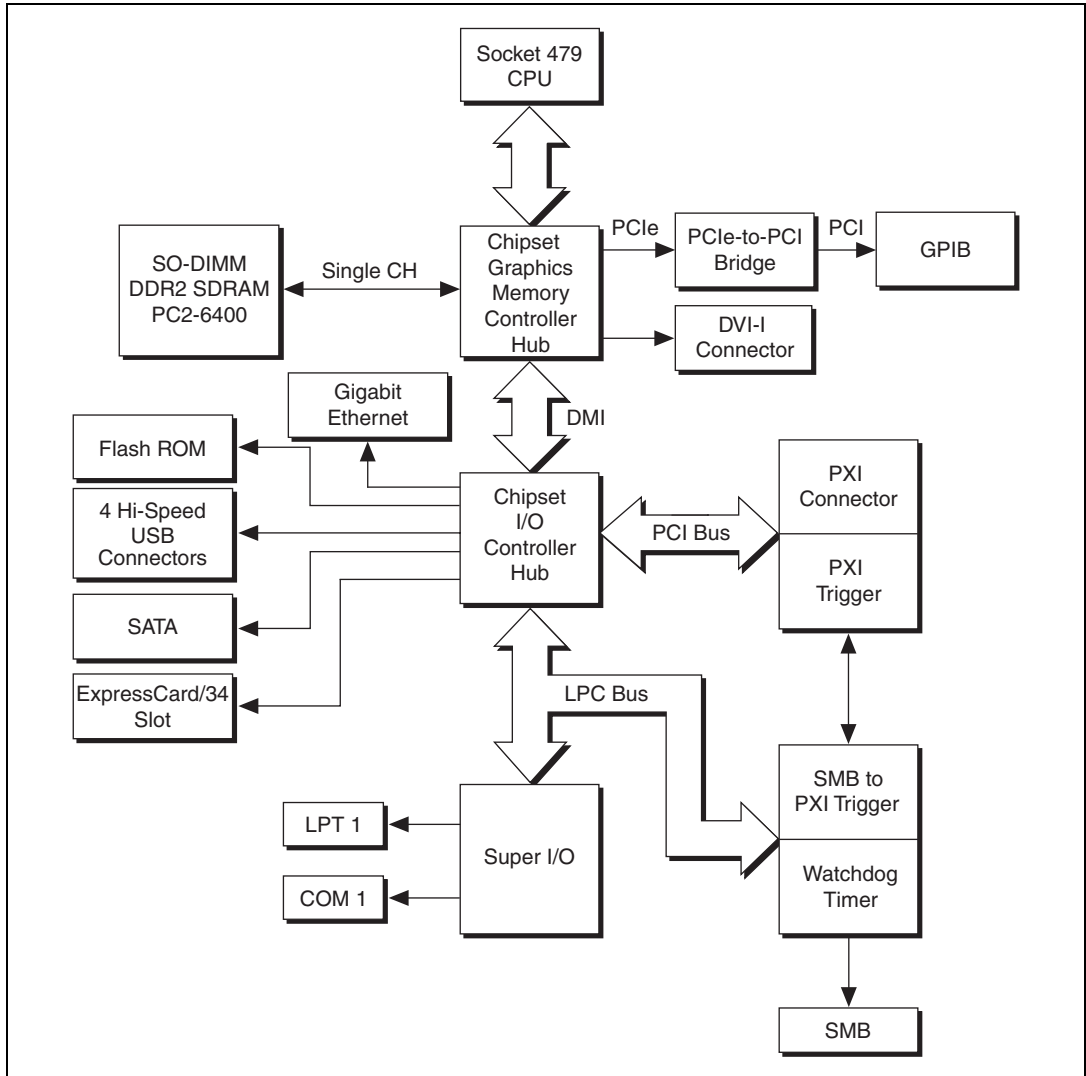 Socket 479
CPU
SO-DIMM
DDR2 SDRAM
PC2-6400
Single CH
Chipset
Graphics
Memory
Controller
Hub
PCIe
PCIe-to-PCI
Bridge
PCI
GPIB
DVI-I
Connector
DMI
Gigabit
Ethernet
Flash ROM
4 Hi-Speed
USB
Connectors
SATA
ExpressCard/34
Slot
Chipset
I/O
Controller
Hub
PCI Bus
PXI
Connector
PXI
Trigger
LPC Bus
SMB to
PXI Trigger
Watchdog
Timer
LPT 1
COM 1
Super I/O
SMB